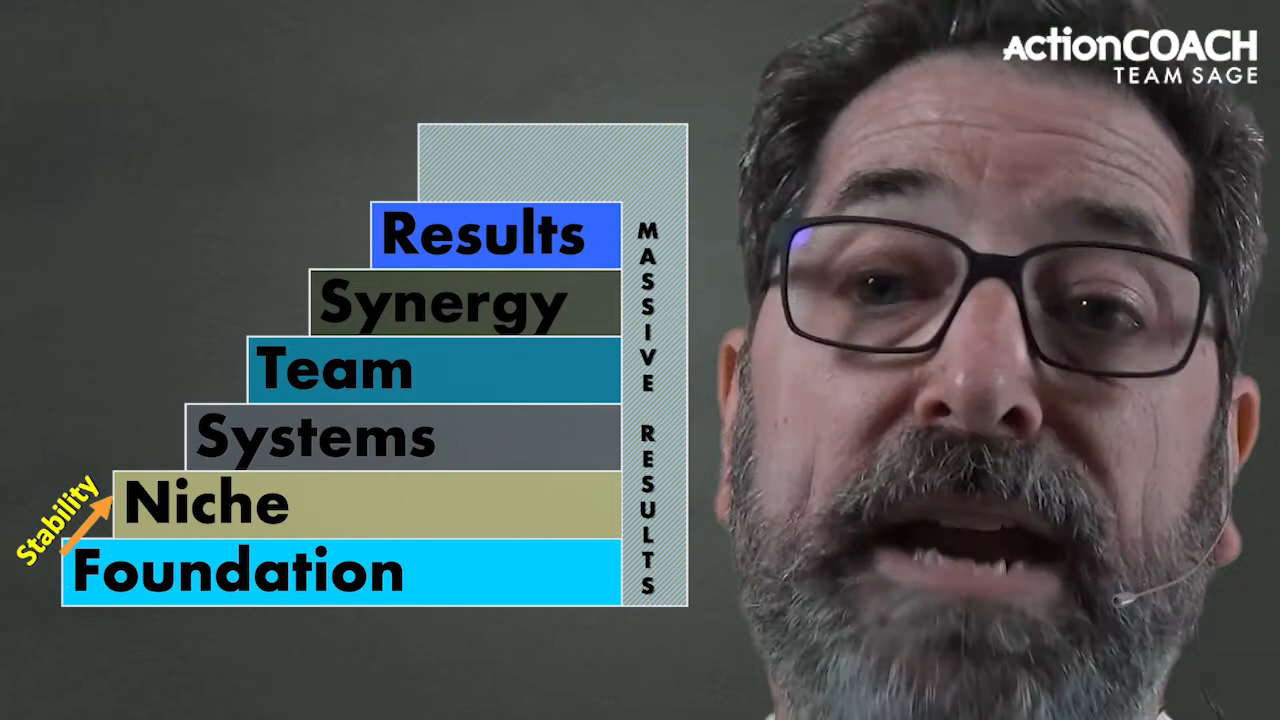 ActionCOACH
TEAM SAGE
Results
Synergy
Team
Systems
Niche
Foundation
Stability
MASSIVE RESULTS